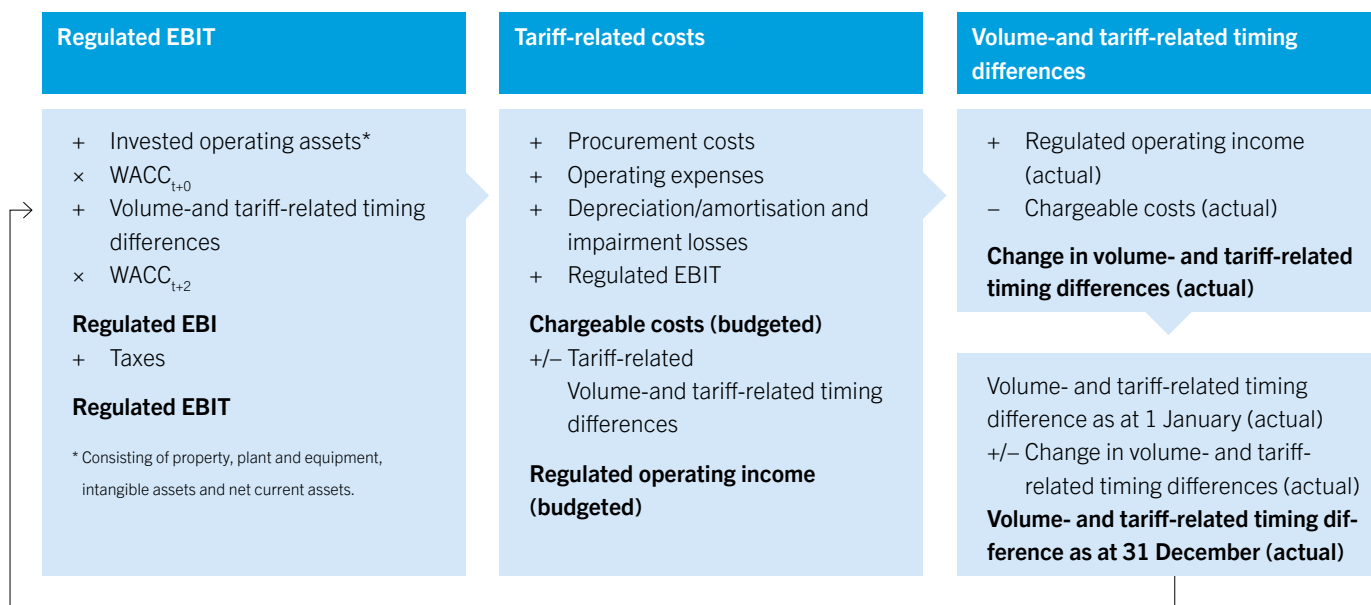 Regulated EBIT
+ Invested operating assets*
× WACCt+0
+ Volume-and tariff-related timing
differences
× WACCt+2
Regulated EBI
+ Taxes
Regulated EBIT
* Consisting of property, plant and equipment,
intangible assets and net current assets.
Tariff-related costs
+ Procurement costs
+ Operating expenses
+ Depreciation/amortisation and
impairment losses
+ Regulated EBIT
Chargeable costs (budgeted)
+/– Tariff-related
Volume-and tariff-related timing
differences
Regulated operating income
(budgeted)
Volume-and tariff-related timing
differences
+ Regulated operating income
(actual)
– Chargeable costs (actual)
Change in volume- and tariff-related
timing differences (actual)
Volume- and tariff-related timing
difference as at 1 January (actual)
+/– Change in volume- and tariff-
related timing differences (actual)
Volume- and tariff-related timing dif-
ference as at 31 December (actual)